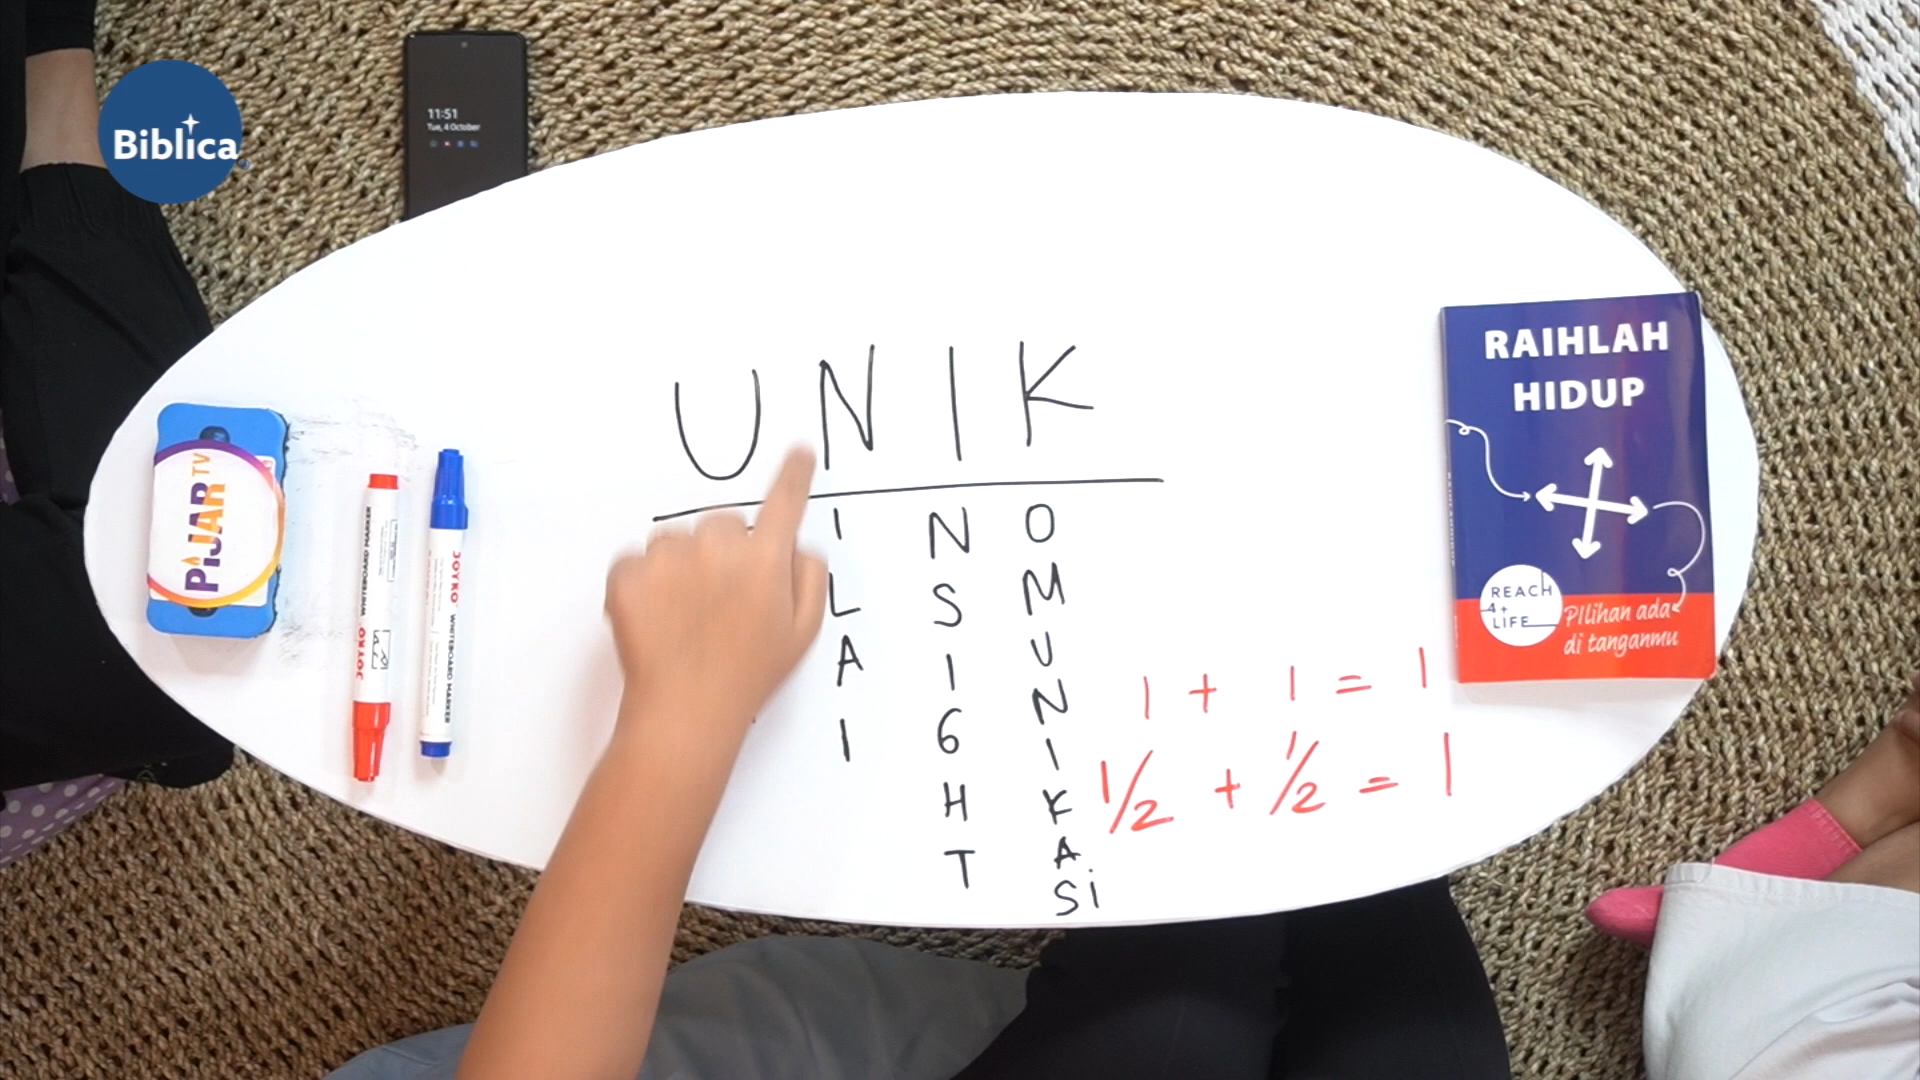 Biblica
11:51
Tue, 4 October
UNIK
I N O
L S M
A I U
I G N
H I
T K
A
Si
1 + 1 = 1
1/2 + 1/2 = 1
PIJAR TV
JOYKO WHITEBOARD MARKER
JOYKO WHITEBOARD MARKER
RAIHLAH
HIDUP
REACH
4+
LIFE
Pilihan ada
di tanganmu